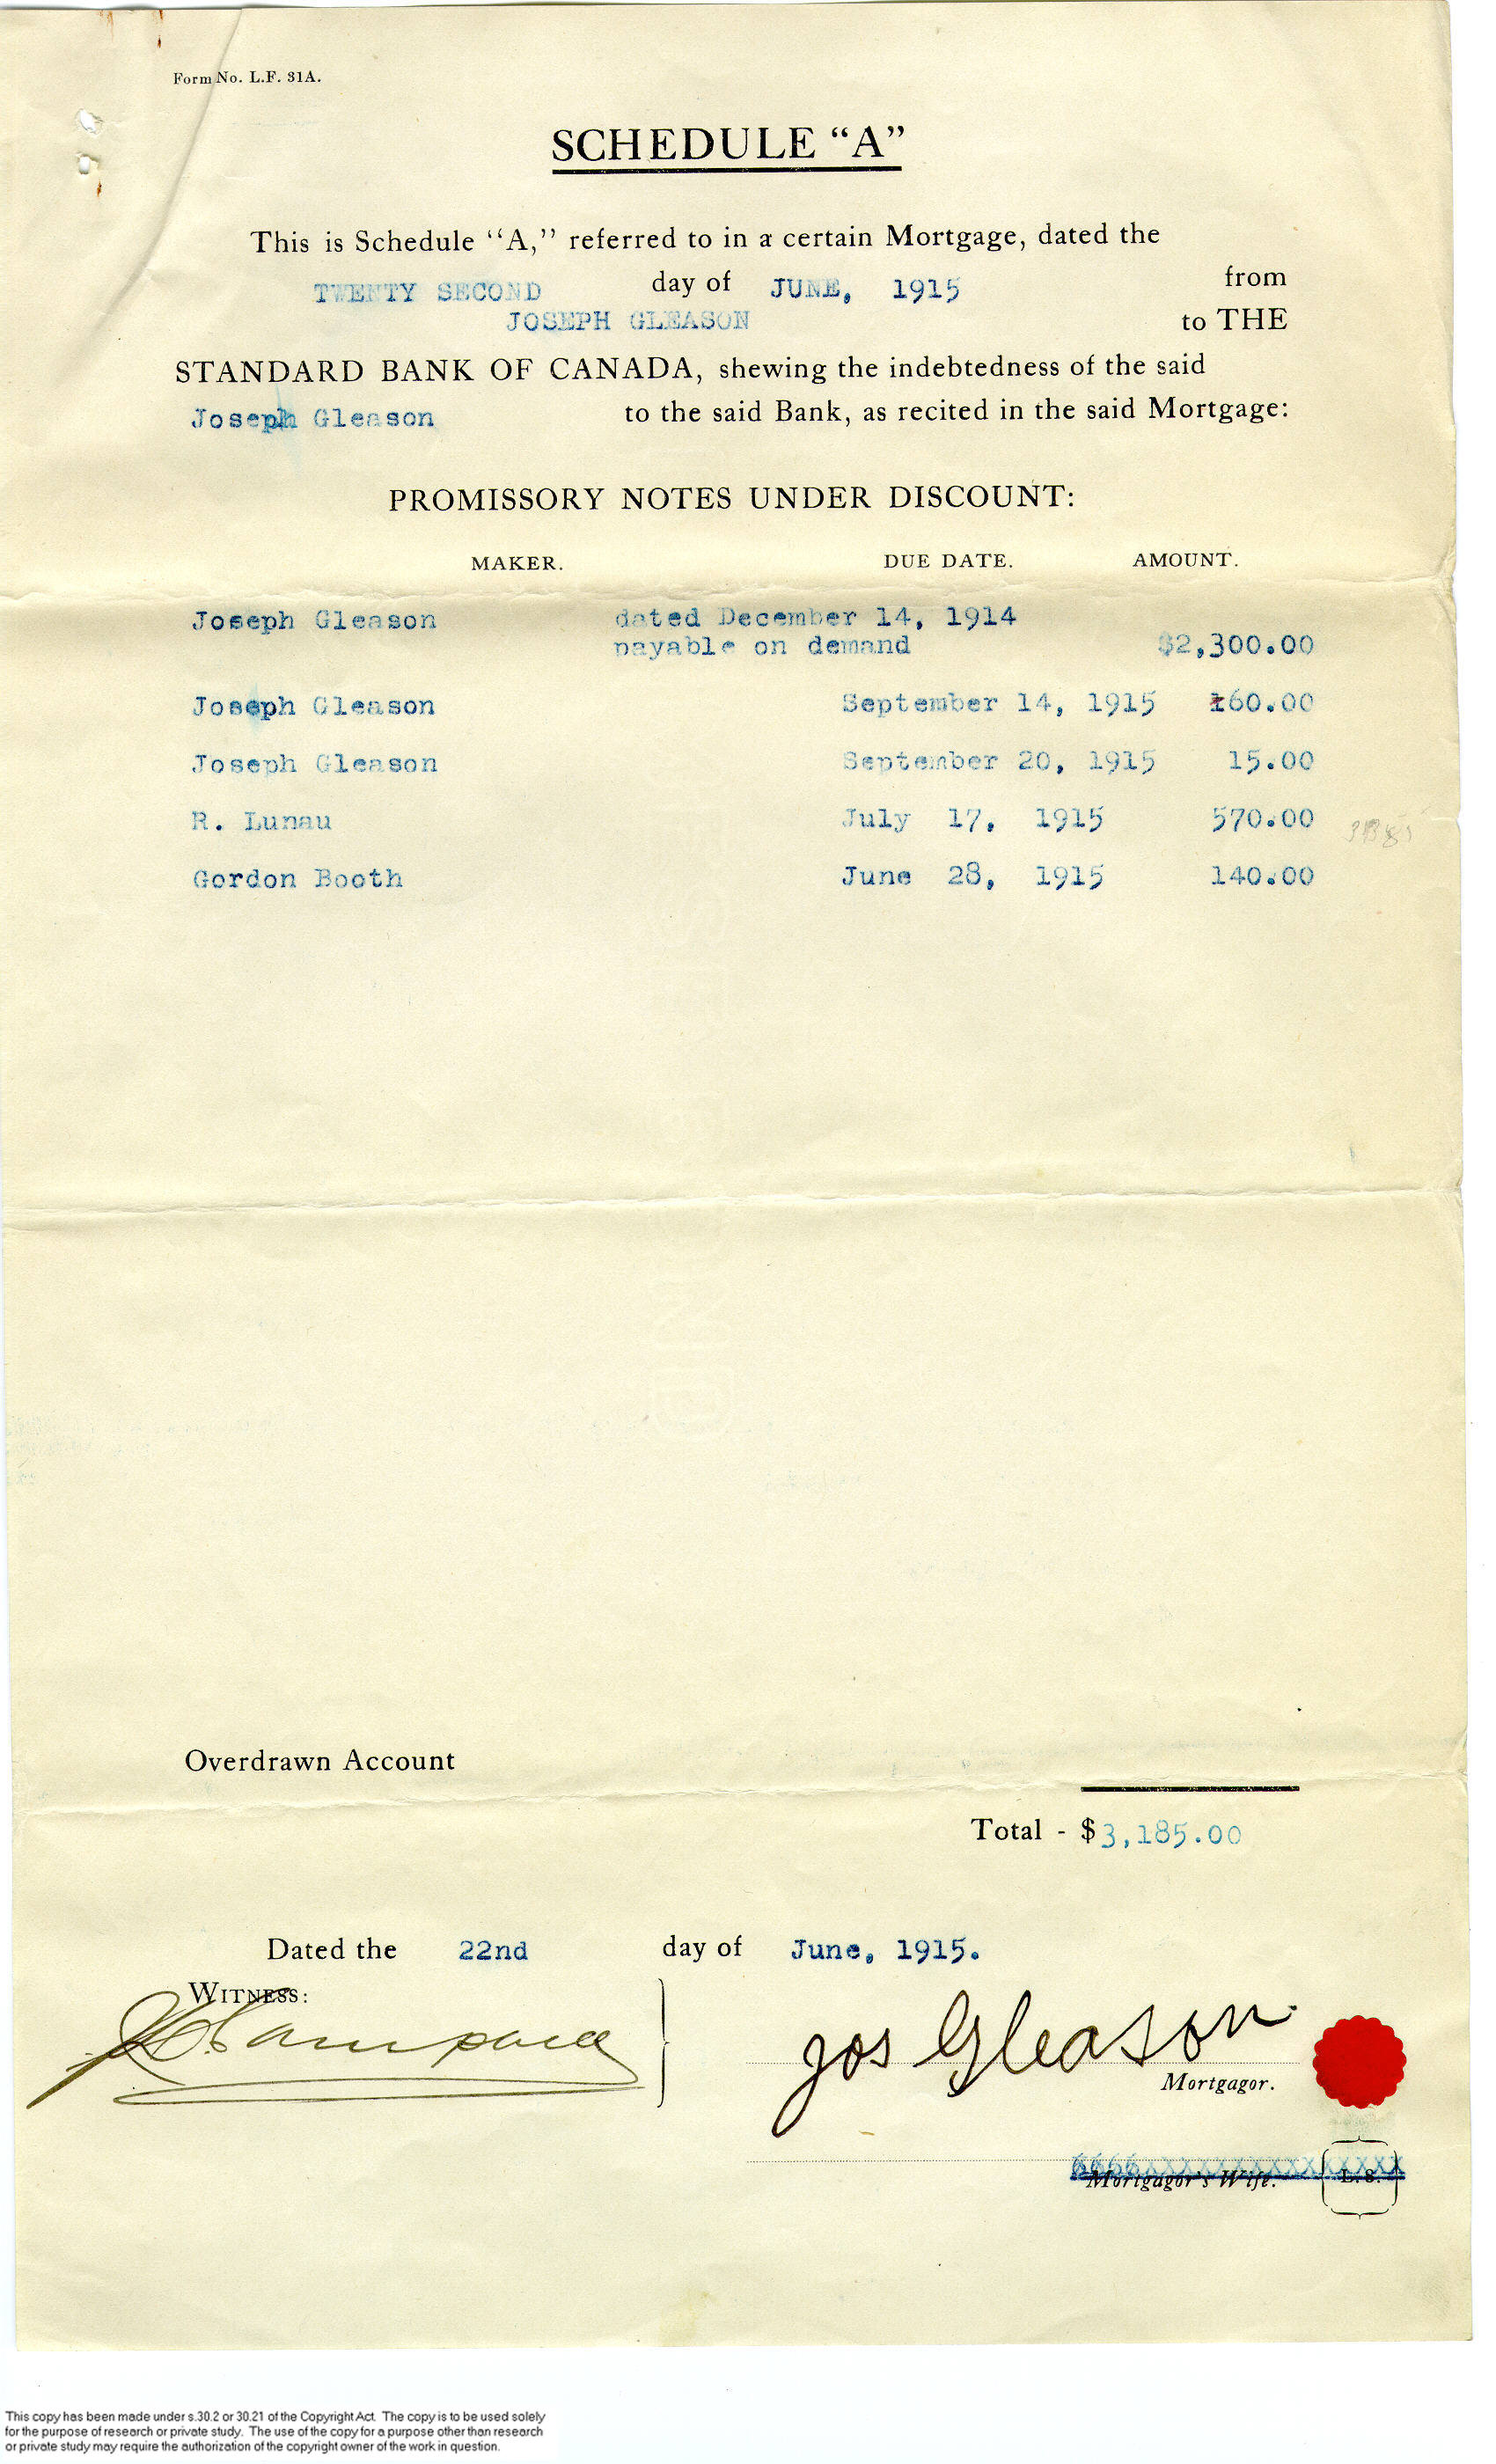 Form No. L.F. 31A.
SCHEDULE “A”
This is Schedule “A,” referred to in a certain Mortgage, dated the
TWENTY SECOND day of JUNE, 1915 from
JOSEPH GLEASON to THE
STANDARD BANK OF CANADA, shewing the indebtedness of the said
Joseph Gleason to the said Bank, as recited in the said Mortgage:
PROMISSORY NOTES UNDER DISCOUNT:
MAKER. DUE DATE. AMOUNT.
Joseph Gleason dated December 14, 1914
payable on demand $2,300.00
Joseph Gleason September 14, 1915 160.00
Joseph Gleason September 20, 1915 15.00
R. Lunau July 17, 1915 570.00
Gordon Booth June 28, 1915 140.00
Overdrawn Account
Total - $3,185.00
Dated the 22nd day of June, 1915.
WITNESS:
Jos Gleason
Mortgagor.
Mortgagor's Wife. L. S.
This copy has been made under s.30.2 or 30.21 of the Copyright Act. The copy is to be used solely
for the purpose of research or private study. The use of the copy for a purpose other than research
or private study may require the authorization of the copyright owner of the work in question.